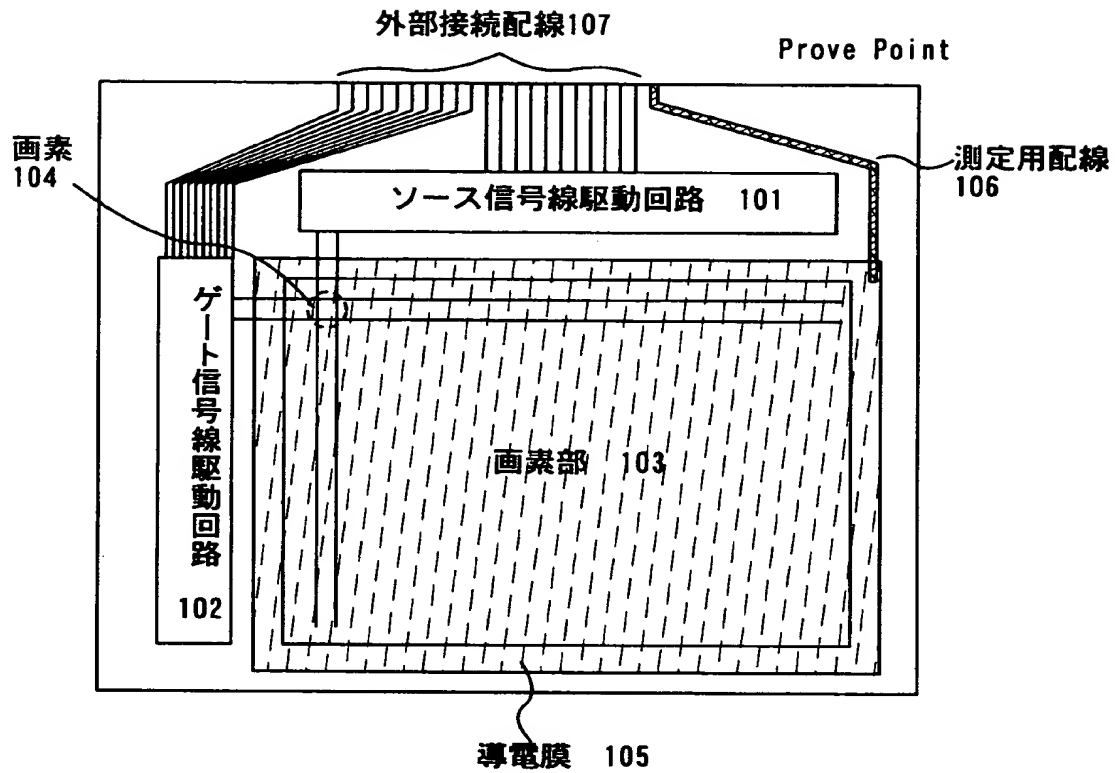 外部接続配線107
Prove Point
画素
104
測定用配線
106
ソース信号線駆動回路 101
ゲート信号線駆動回路
102
画素部 103
導電膜 105